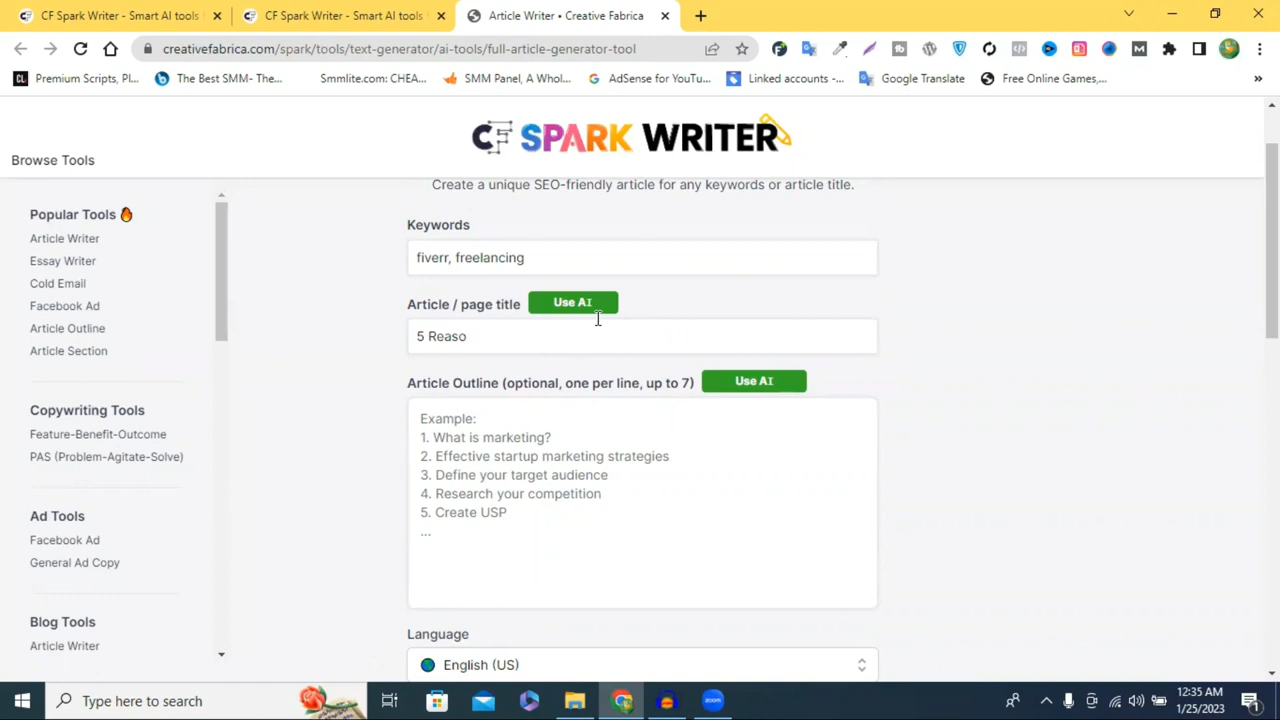 CF Spark Writer - Smart AI tools
CF Spark Writer - Smart AI tools
Article Writer • Creative Fabrica
creativefabrica.com/spark/tools/text-generator/ai-tools/full-article-generator-tool
Premium Scripts, Pl...
The Best SMM- The...
Smmlite.com: CHEA...
SMM Panel, A Whol...
AdSense for YouTu...
Linked accounts -...
Google Translate
Free Online Games,...
»
CF SPARK WRITER
Browse Tools
Create a unique SEO-friendly article for any keywords or article title.
Popular Tools
Article Writer
Essay Writer
Cold Email
Facebook Ad
Article Outline
Article Section
Copywriting Tools
Feature-Benefit-Outcome
PAS (Problem-Agitate-Solve)
Ad Tools
Facebook Ad
General Ad Copy
Blog Tools
Article Writer
Keywords
fiverr, freelancing
Article / page title Use AI
5 Reaso
Article Outline (optional, one per line, up to 7) Use AI
Example:
1. What is marketing?
2. Effective startup marketing strategies
3. Define your target audience
4. Research your competition
5. Create USP
...
Language
English (US)
Type here to search
zoom
12:35 AM
1/25/2023
1